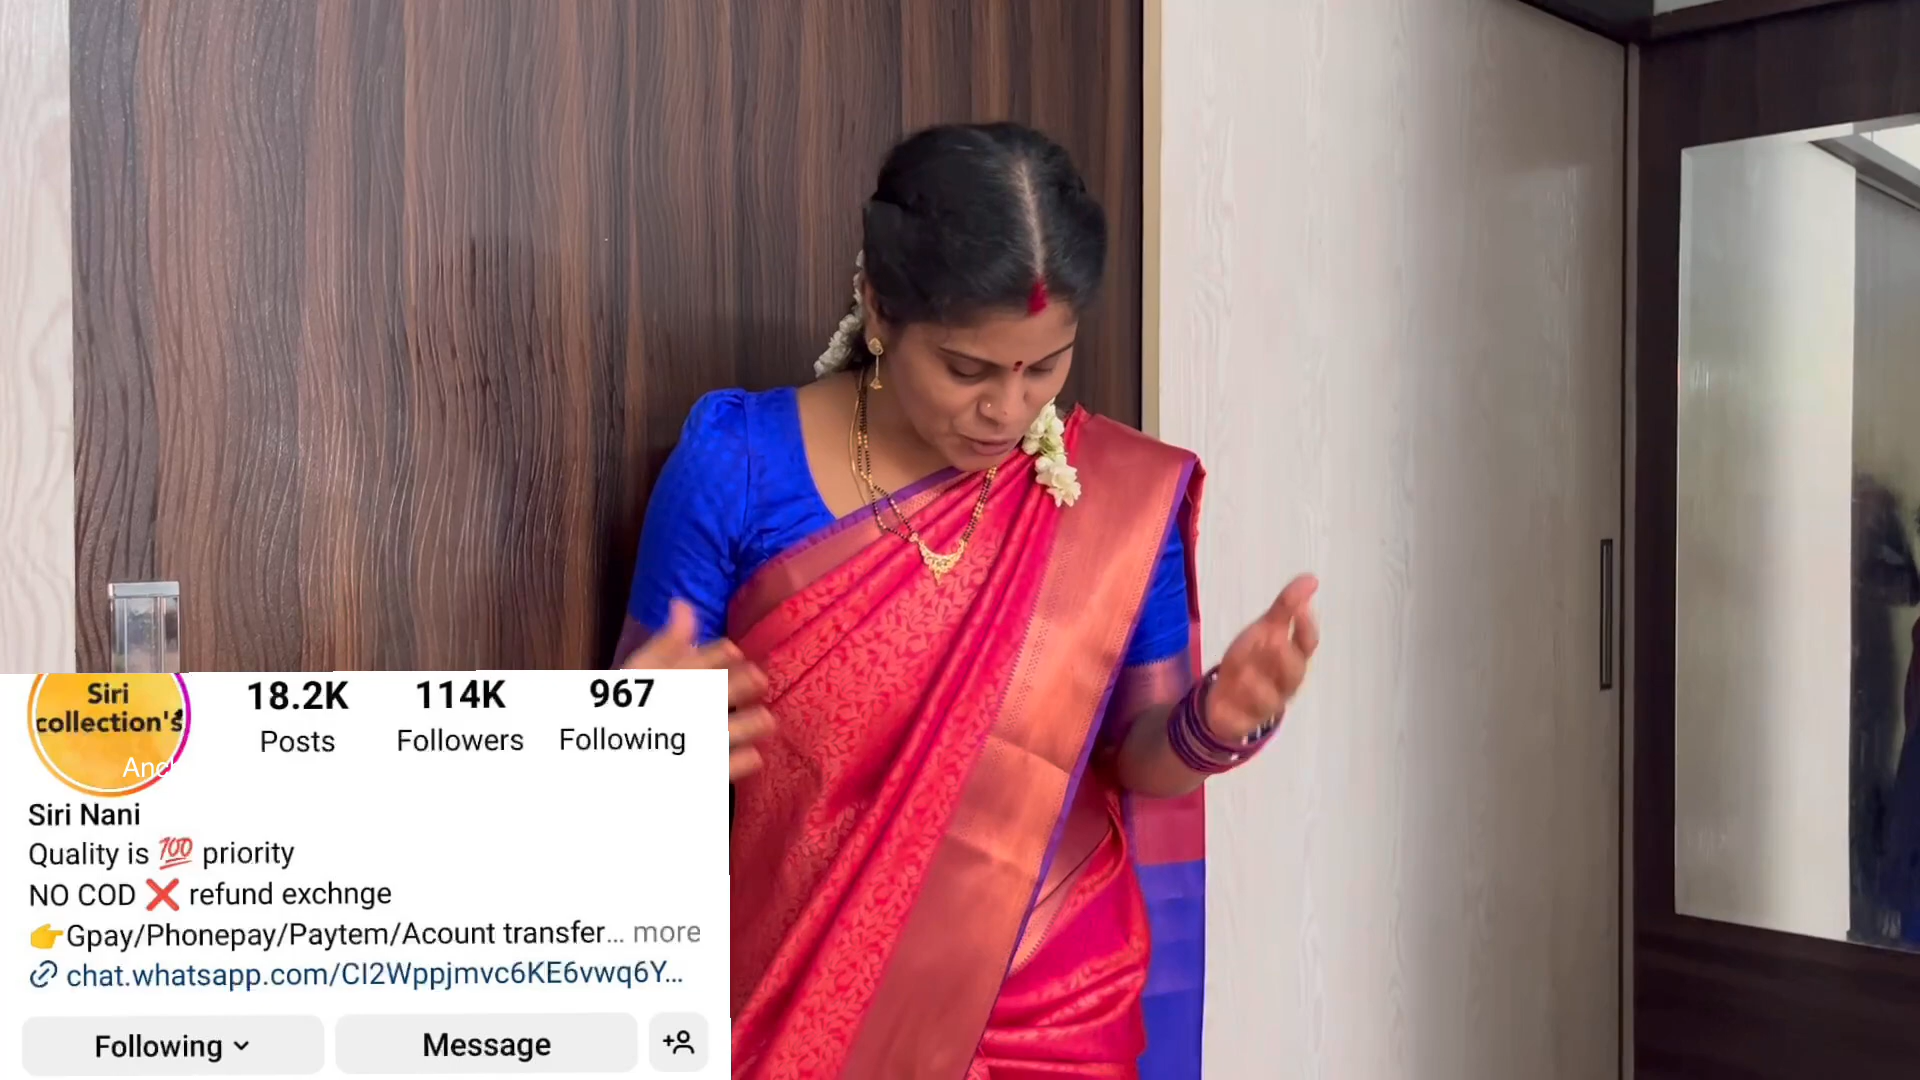 Siri
collection's
18.2K
114K
967
Posts
Followers
Following
Siri Nani
Quality is 💯 priority
NO COD ❌ refund exchnge
👉Gpay/Phonepay/Paytem/Acount transfer... more
chat.whatsapp.com/CI2Wppjmvc6KE6vwq6Y...
Following
Message